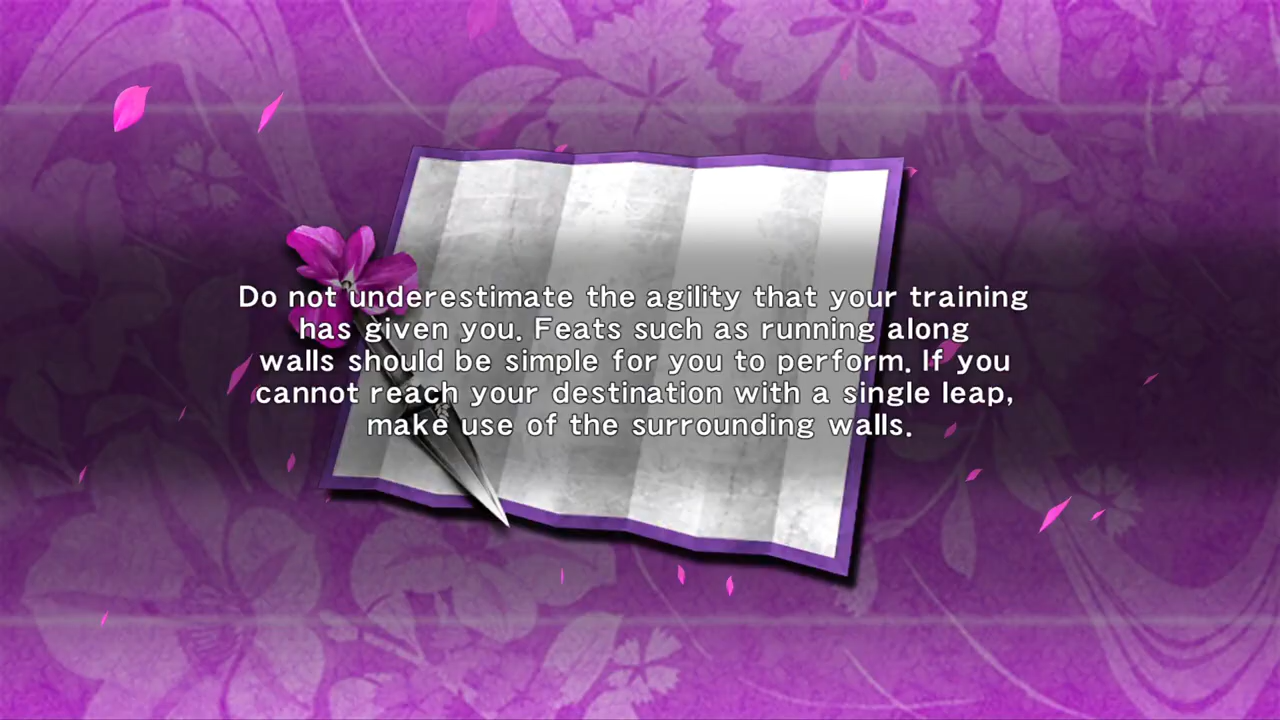 Do not underestimate the agility that your training
has given you. Feats such as running along
walls should be simple for you to perform. If you
cannot reach your destination with a single leap,
make use of the surrounding walls.